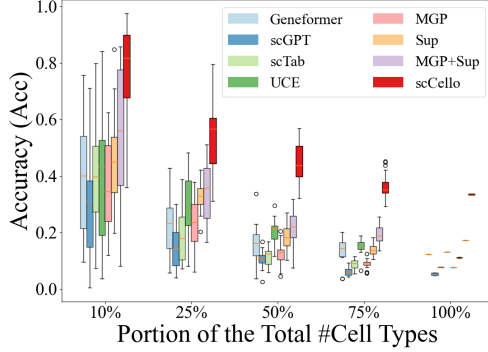 Geneformer
scGPT
scTab
UCE
MGP
Sup
MGP+Sup
scCello
Accuracy (Acc)
1.0
0.8
0.6
0.4
0.2
0.0
10%
25%
50%
75%
100%
Portion of the Total #Cell Types